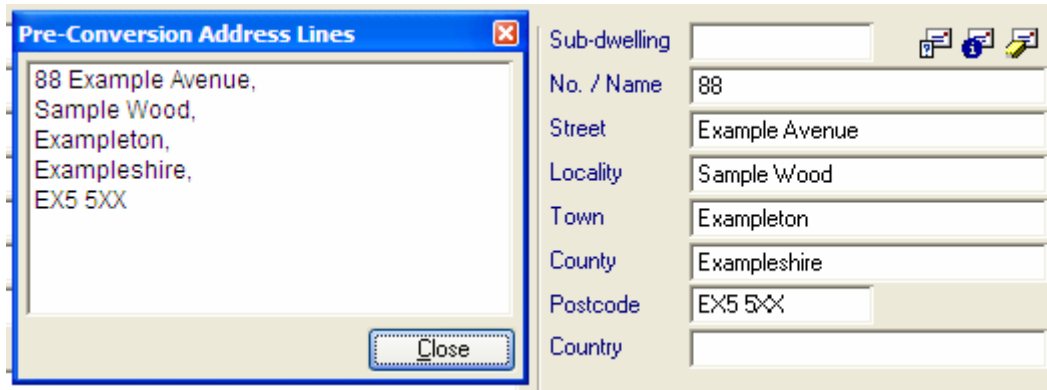 Pre-Conversion Address Lines
88 Example Avenue,
Sample Wood,
Exampleton,
Exampleshire,
EX5 5XX
Close
Sub-dwelling
No. / Name 88
Street Example Avenue
Locality Sample Wood
Town Exampleton
County Exampleshire
Postcode EX5 5XX
Country